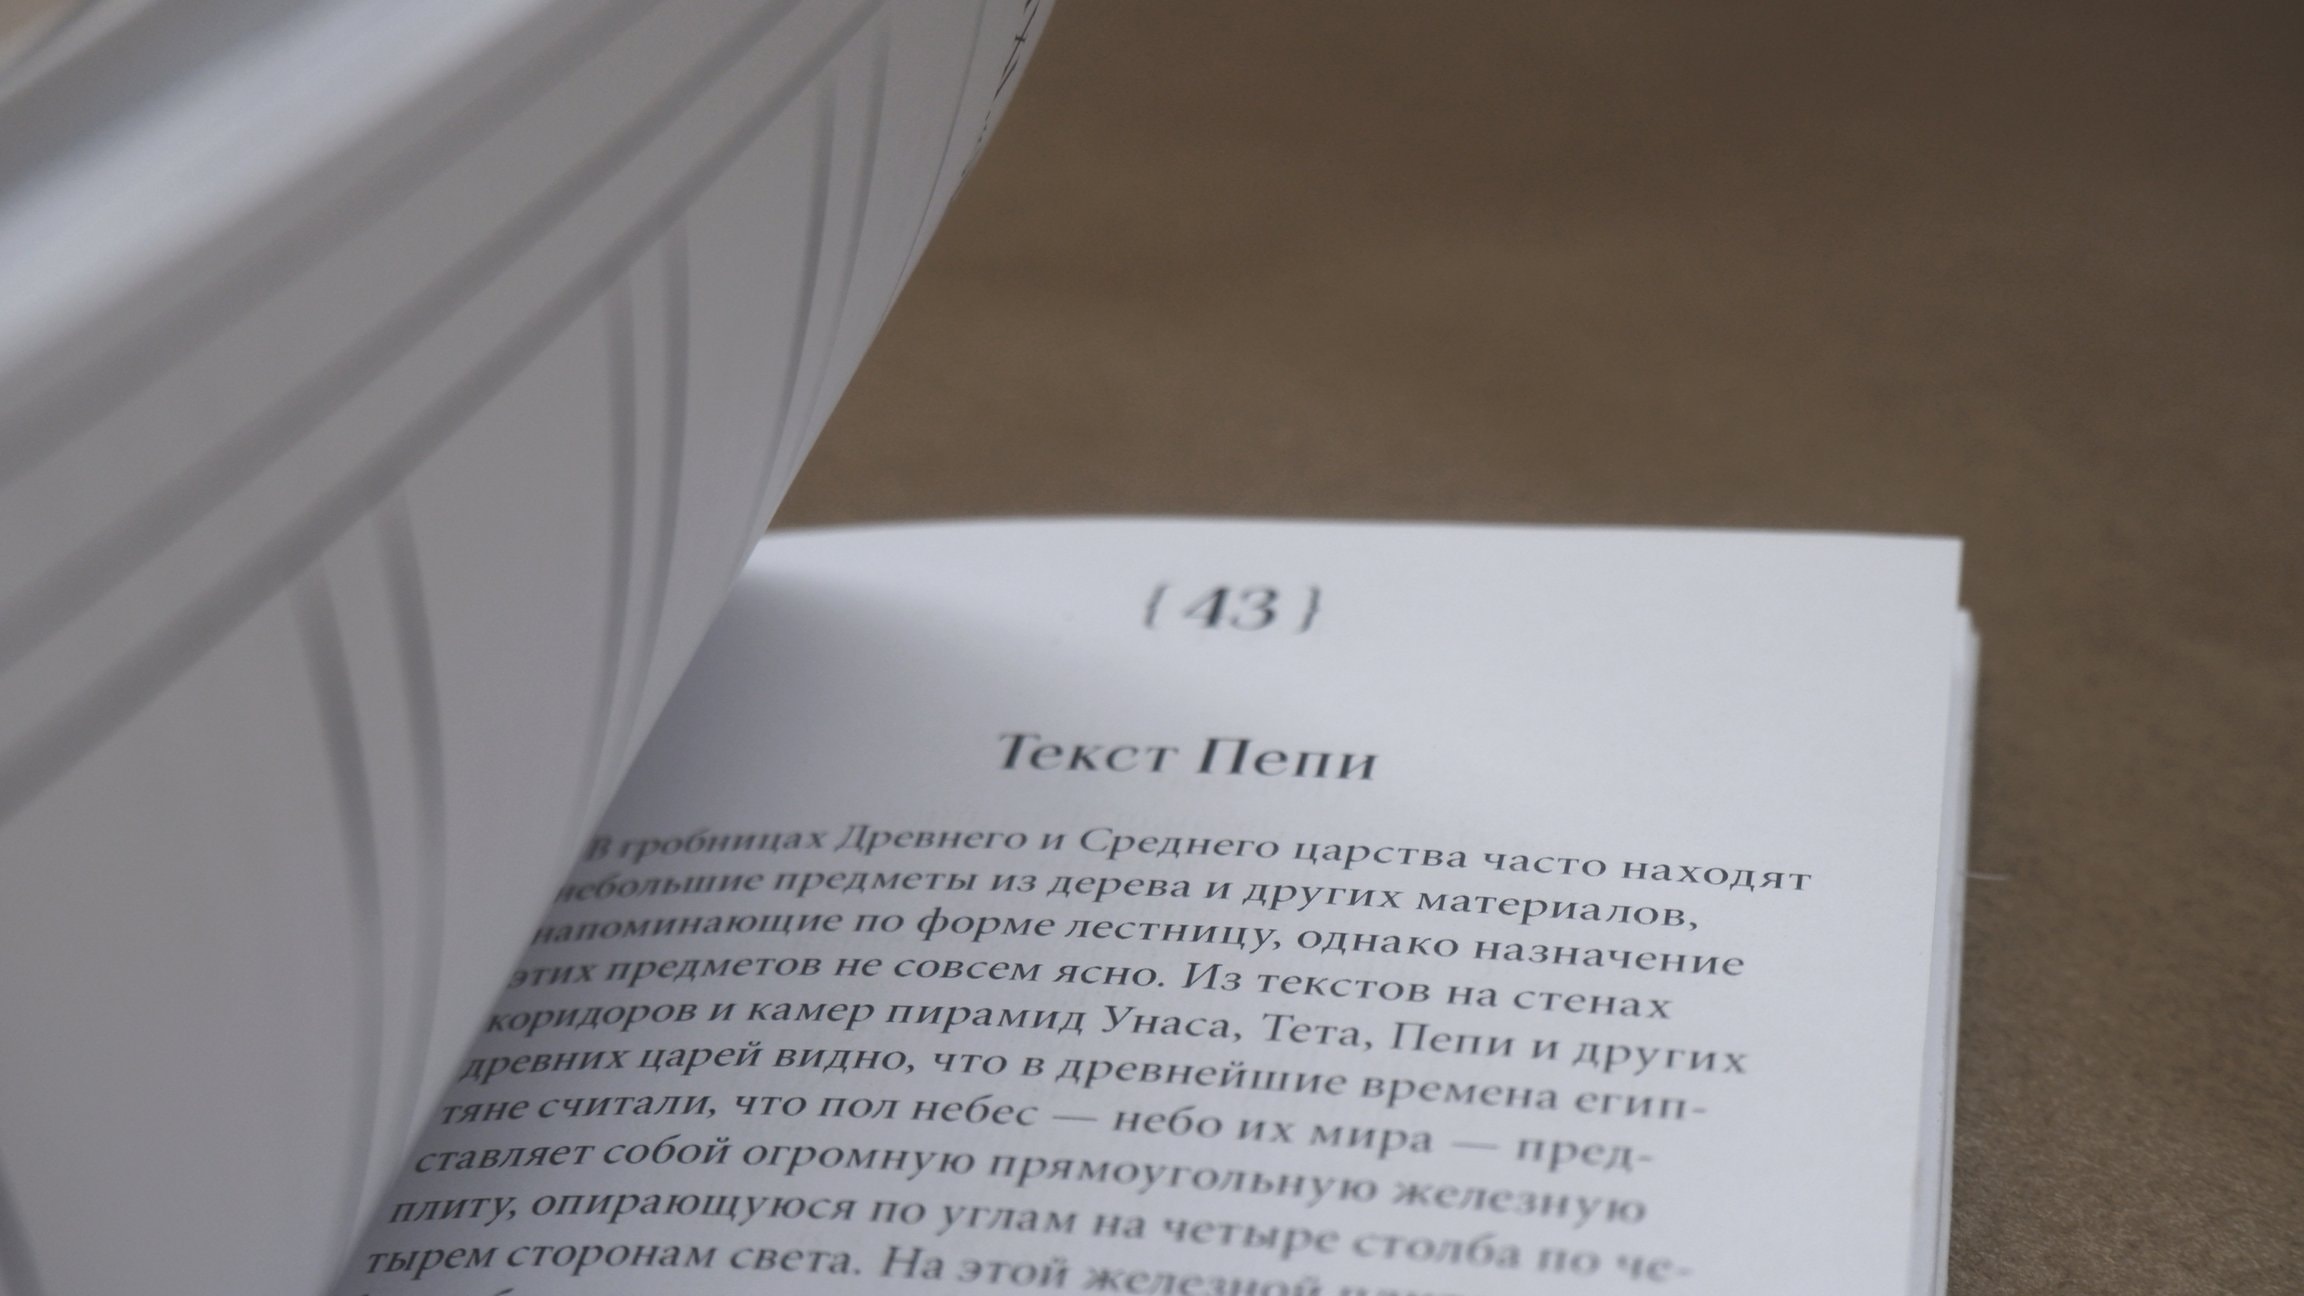 { 43 }
Текст Пепи
В гробницах Древнего и Среднего царства часто находят
небольшие предметы из дерева и других материалов,
напоминающие по форме лестницу, однако назначение
этих предметов не совсем ясно. Из текстов на стенах
коридоров и камер пирамид Унаса, Тета, Пепи и других
древних царей видно, что в древнейшие времена егип-
тяне считали, что пол небес — небо их мира — пред-
ставляет собой огромную прямоугольную железную
плиту, опирающуюся по углам на четыре столба по че-
тырем сторонам света. На этой железной